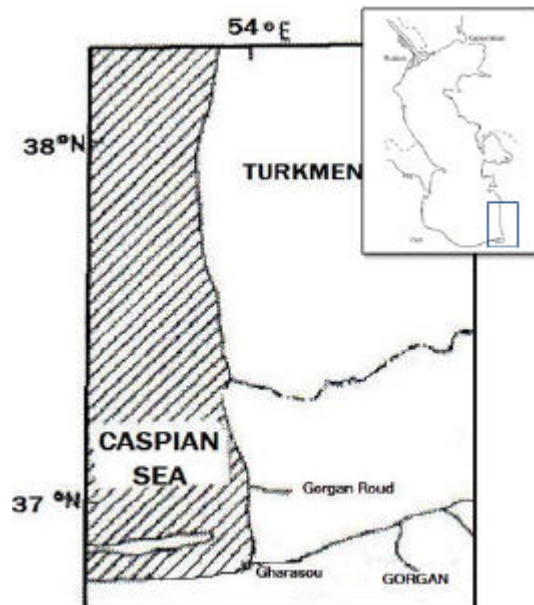 54 ° E
38 ° N
TURKMEN
CASPIAN
SEA
37 ° N
Gorgan Roud
Gharasou
GORGAN